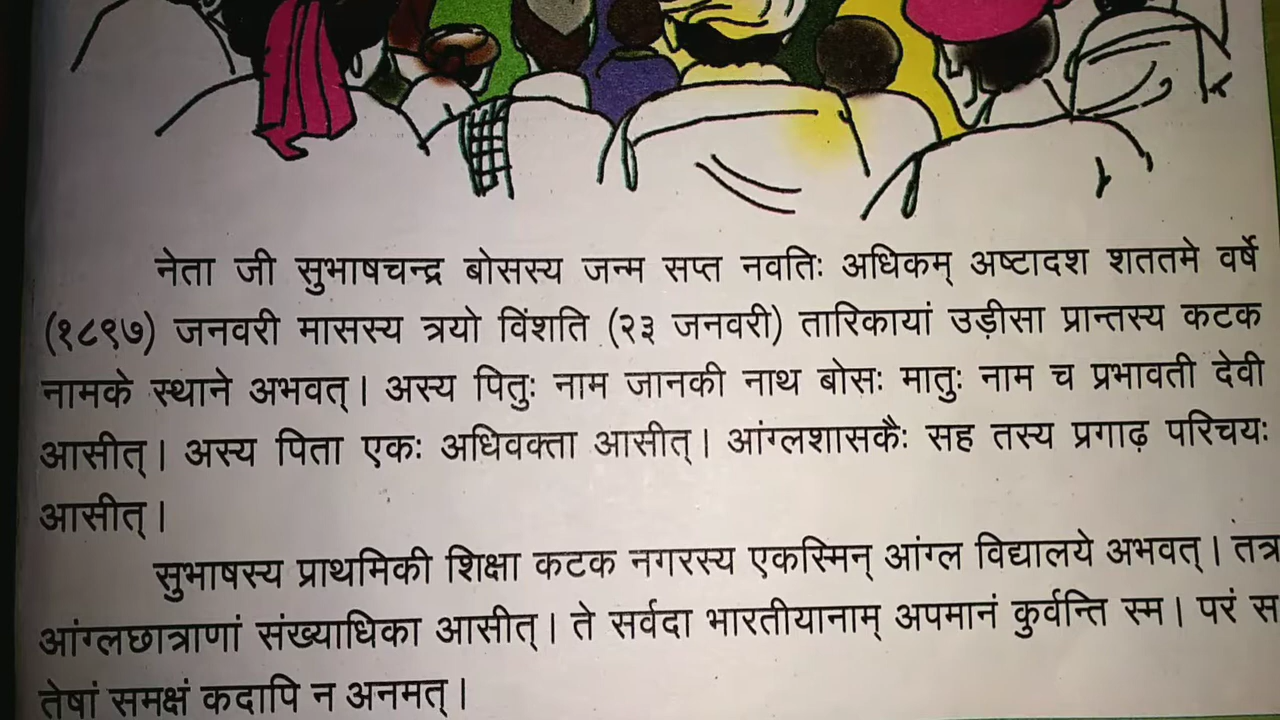 नेता जी सुभाषचन्द्र बोसस्य जन्म सप्त नवतिः अधिकम् अष्टादश शततमे वर्षे
(१८९७) जनवरी मासस्य त्रयो विंशति (२३ जनवरी) तारिकायां उड़ीसा प्रान्तस्य कटक
नामके स्थाने अभवत्। अस्य पितुः नाम जानकी नाथ बोसः मातुः नाम च प्रभावती देवी
आसीत्। अस्य पिता एकः अधिवक्ता आसीत्। आंग्लशासकैः सह तस्य प्रगाढ़ परिचयः
आसीत्।
सुभाषस्य प्राथमिकी शिक्षा कटक नगरस्य एकस्मिन् आंग्ल विद्यालये अभवत्। तत्र
आंग्लछात्राणां संख्याधिका आसीत्। ते सर्वदा भारतीयानाम् अपमानं कुर्वन्ति स्म। परं स
तेषां समक्षं कदापि न अनमत्।